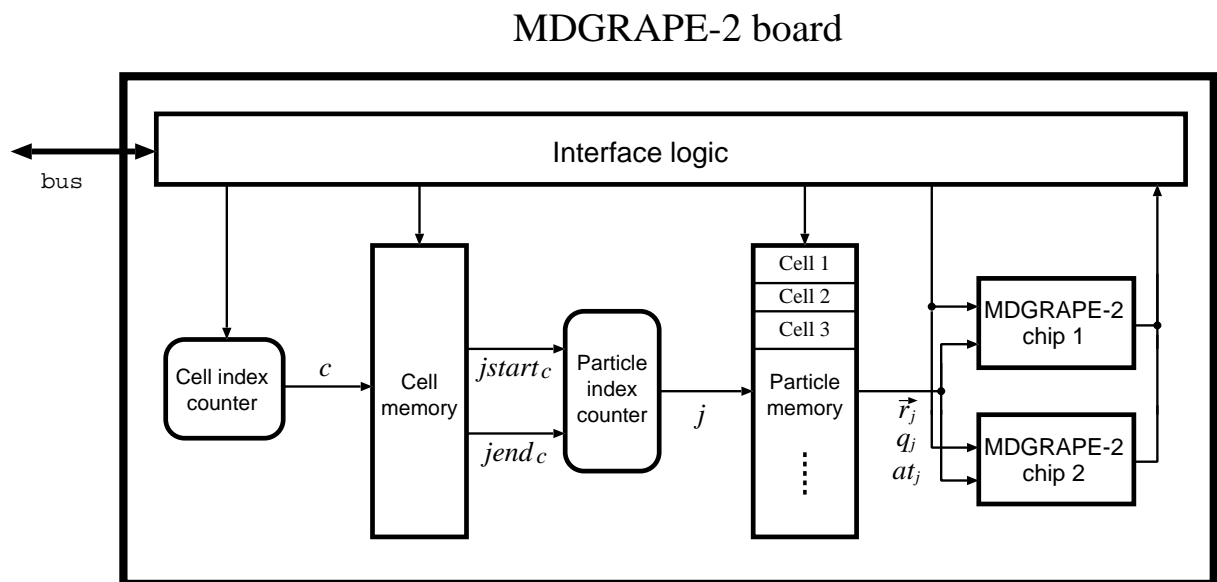 MDGRAPE-2 board
Interface logic
bus
Cell index
counter
c
Cell
memory
jstart_c
jend_c
Particle
index
counter
j
Cell 1
Cell 2
Cell 3
Particle
memory
r⃗_j
q_j
at_j
MDGRAPE-2
chip 1
MDGRAPE-2
chip 2